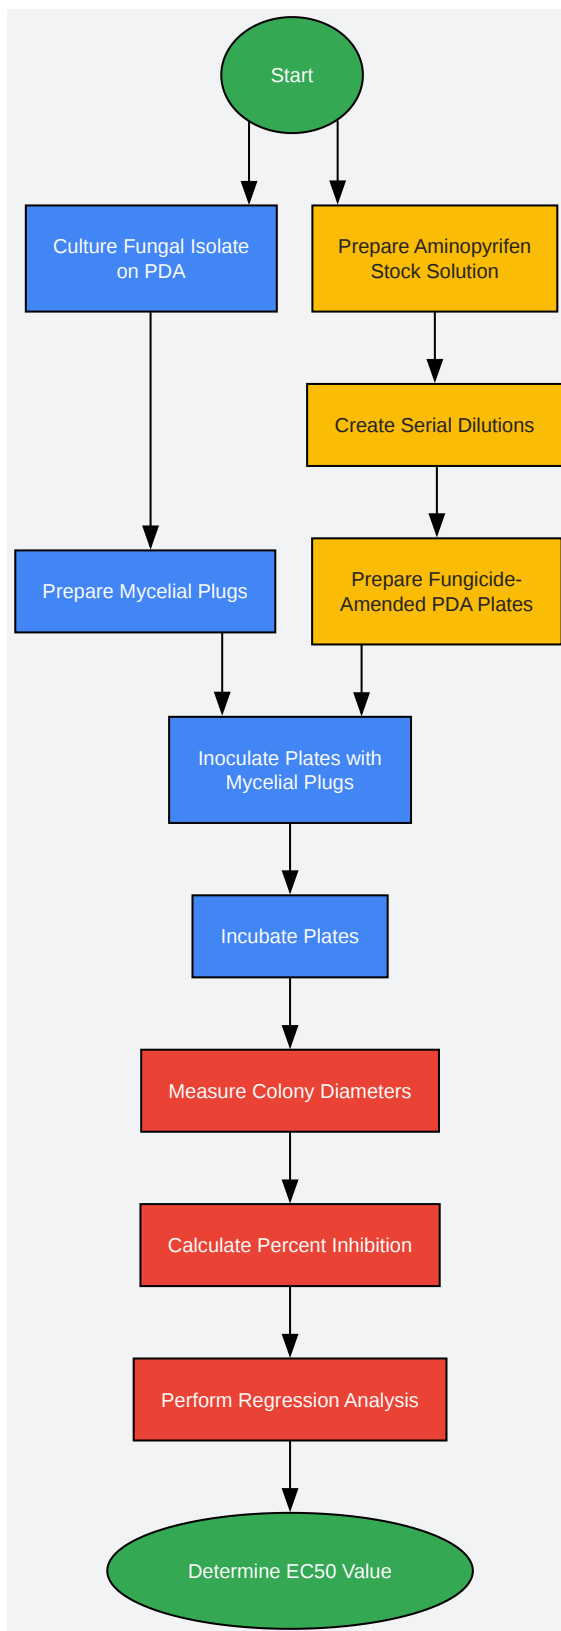 Start
Culture Fungal Isolate
on PDA
Prepare Aminopyrifen
Stock Solution
Create Serial Dilutions
Prepare Mycelial Plugs
Prepare Fungicide-
Amended PDA Plates
Inoculate Plates with
Mycelial Plugs
Incubate Plates
Measure Colony Diameters
Calculate Percent Inhibition
Perform Regression Analysis
Determine EC50 Value